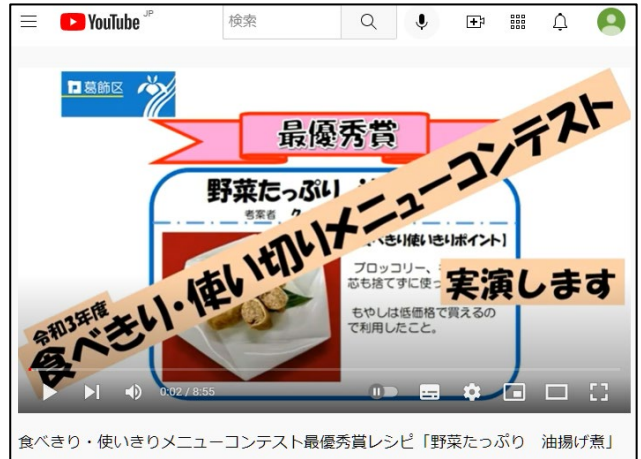 YouTube JP
検索
葛飾区
最優秀賞
野菜たっぷり
考案者
べきり使いきりポイント】
ブロッコリー、
芯も捨てずに使っ
もやしは低価格で買えるの
で利用したこと。
令和3年度
食べきり・使い切りメニューコンテスト
実演します
0:02 / 8:55
食べきり・使いきりメニューコンテスト最優秀賞レシピ「野菜たっぷり　油揚げ煮」